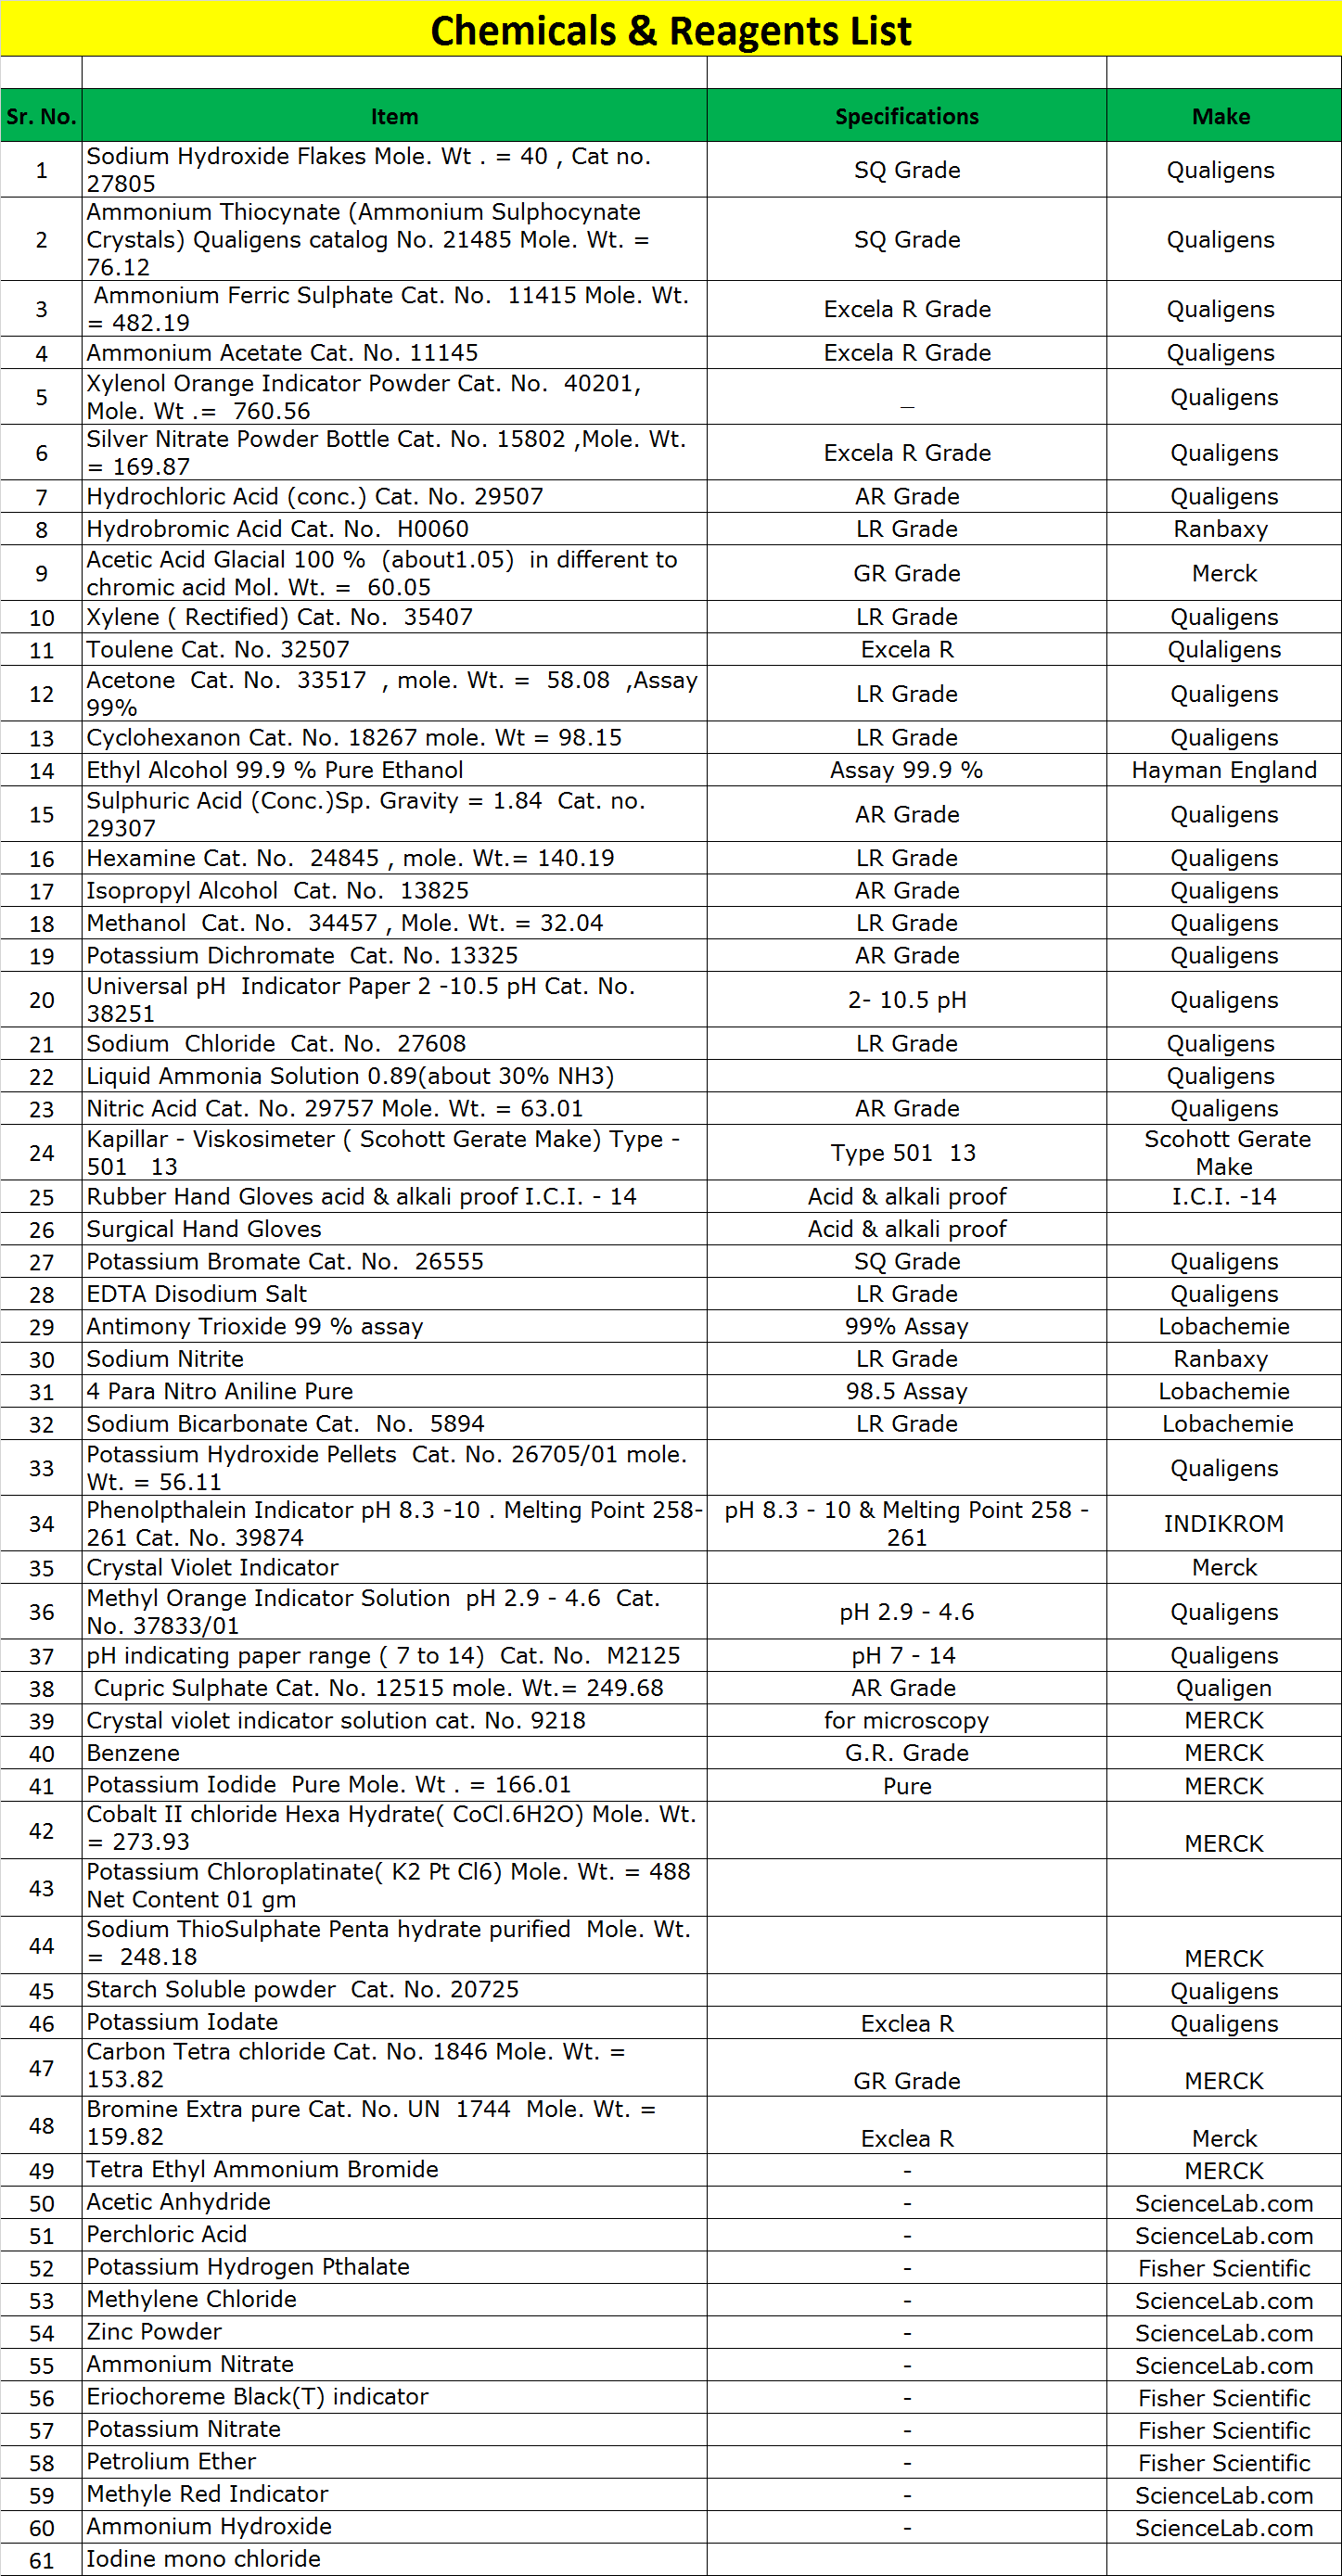 Chemicals & Reagents List
Sr. No. Item Specifications Make
1 Sodium Hydroxide Flakes Mole. Wt . = 40 , Cat no. 27805 SQ Grade Qualigens
2 Ammonium Thiocynate (Ammonium Sulphocynate Crystals) Qualigens catalog No. 21485 Mole. Wt. = 76.12 SQ Grade Qualigens
3 Ammonium Ferric Sulphate Cat. No. 11415 Mole. Wt. = 482.19 Excela R Grade Qualigens
4 Ammonium Acetate Cat. No. 11145 Excela R Grade Qualigens
5 Xylenol Orange Indicator Powder Cat. No. 40201, Mole. Wt .= 760.56 _ Qualigens
6 Silver Nitrate Powder Bottle Cat. No. 15802 ,Mole. Wt. = 169.87 Excela R Grade Qualigens
7 Hydrochloric Acid (conc.) Cat. No. 29507 AR Grade Qualigens
8 Hydrobromic Acid Cat. No. H0060 LR Grade Ranbaxy
9 Acetic Acid Glacial 100 % (about1.05) in different to chromic acid Mol. Wt. = 60.05 GR Grade Merck
10 Xylene ( Rectified) Cat. No. 35407 LR Grade Qualigens
11 Toulene Cat. No. 32507 Excela R Qulaligens
12 Acetone Cat. No. 33517 , mole. Wt. = 58.08 ,Assay 99% LR Grade Qualigens
13 Cyclohexanon Cat. No. 18267 mole. Wt = 98.15 LR Grade Qualigens
14 Ethyl Alcohol 99.9 % Pure Ethanol Assay 99.9 % Hayman England
15 Sulphuric Acid (Conc.)Sp. Gravity = 1.84 Cat. no. 29307 AR Grade Qualigens
16 Hexamine Cat. No. 24845 , mole. Wt.= 140.19 LR Grade Qualigens
17 Isopropyl Alcohol Cat. No. 13825 AR Grade Qualigens
18 Methanol Cat. No. 34457 , Mole. Wt. = 32.04 LR Grade Qualigens
19 Potassium Dichromate Cat. No. 13325 AR Grade Qualigens
20 Universal pH Indicator Paper 2 -10.5 pH Cat. No. 38251 2- 10.5 pH Qualigens
21 Sodium Chloride Cat. No. 27608 LR Grade Qualigens
22 Liquid Ammonia Solution 0.89(about 30% NH3) Qualigens
23 Nitric Acid Cat. No. 29757 Mole. Wt. = 63.01 AR Grade Qualigens
24 Kapillar - Viskosimeter ( Scohott Gerate Make) Type - 501 13 Type 501 13 Scohott Gerate Make
25 Rubber Hand Gloves acid & alkali proof I.C.I. - 14 Acid & alkali proof I.C.I. -14
26 Surgical Hand Gloves Acid & alkali proof
27 Potassium Bromate Cat. No. 26555 SQ Grade Qualigens
28 EDTA Disodium Salt LR Grade Qualigens
29 Antimony Trioxide 99 % assay 99% Assay Lobachemie
30 Sodium Nitrite LR Grade Ranbaxy
31 4 Para Nitro Aniline Pure 98.5 Assay Lobachemie
32 Sodium Bicarbonate Cat. No. 5894 LR Grade Lobachemie
33 Potassium Hydroxide Pellets Cat. No. 26705/01 mole. Wt. = 56.11 Qualigens
34 Phenolpthalein Indicator pH 8.3 -10 . Melting Point 258-261 Cat. No. 39874 pH 8.3 - 10 & Melting Point 258 - 261 INDIKROM
35 Crystal Violet Indicator Merck
36 Methyl Orange Indicator Solution pH 2.9 - 4.6 Cat. No. 37833/01 pH 2.9 - 4.6 Qualigens
37 pH indicating paper range ( 7 to 14) Cat. No. M2125 pH 7 - 14 Qualigens
38 Cupric Sulphate Cat. No. 12515 mole. Wt.= 249.68 AR Grade Qualigen
39 Crystal violet indicator solution cat. No. 9218 for microscopy MERCK
40 Benzene G.R. Grade MERCK
41 Potassium Iodide Pure Mole. Wt . = 166.01 Pure MERCK
42 Cobalt II chloride Hexa Hydrate( CoCl.6H2O) Mole. Wt. = 273.93 MERCK
43 Potassium Chloroplatinate( K2 Pt Cl6) Mole. Wt. = 488 Net Content 01 gm
44 Sodium ThioSulphate Penta hydrate purified Mole. Wt. = 248.18 MERCK
45 Starch Soluble powder Cat. No. 20725 Qualigens
46 Potassium Iodate Exclea R Qualigens
47 Carbon Tetra chloride Cat. No. 1846 Mole. Wt. = 153.82 GR Grade MERCK
48 Bromine Extra pure Cat. No. UN 1744 Mole. Wt. = 159.82 Exclea R Merck
49 Tetra Ethyl Ammonium Bromide - MERCK
50 Acetic Anhydride - ScienceLab.com
51 Perchloric Acid - ScienceLab.com
52 Potassium Hydrogen Pthalate - Fisher Scientific
53 Methylene Chloride - ScienceLab.com
54 Zinc Powder - ScienceLab.com
55 Ammonium Nitrate - ScienceLab.com
56 Eriochoreme Black(T) indicator - Fisher Scientific
57 Potassium Nitrate - Fisher Scientific
58 Petrolium Ether - Fisher Scientific
59 Methyle Red Indicator - ScienceLab.com
60 Ammonium Hydroxide - ScienceLab.com
61 Iodine mono chloride